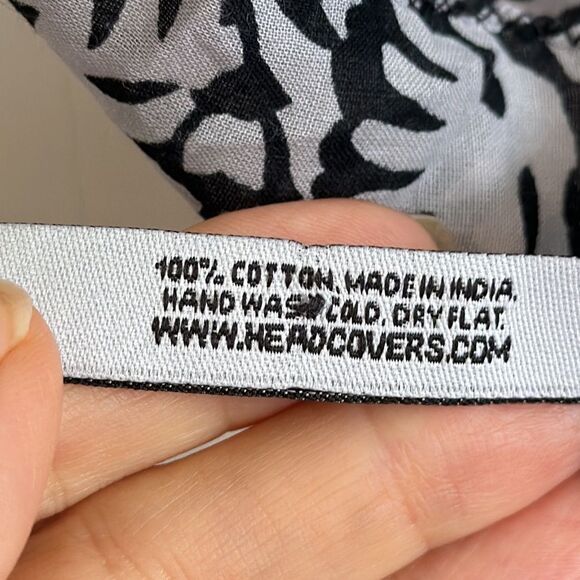 100% COTTON. MADE IN INDIA.
HAND WASH COLD. DRY FLAT.
WWW.HEADCOVERS.COM